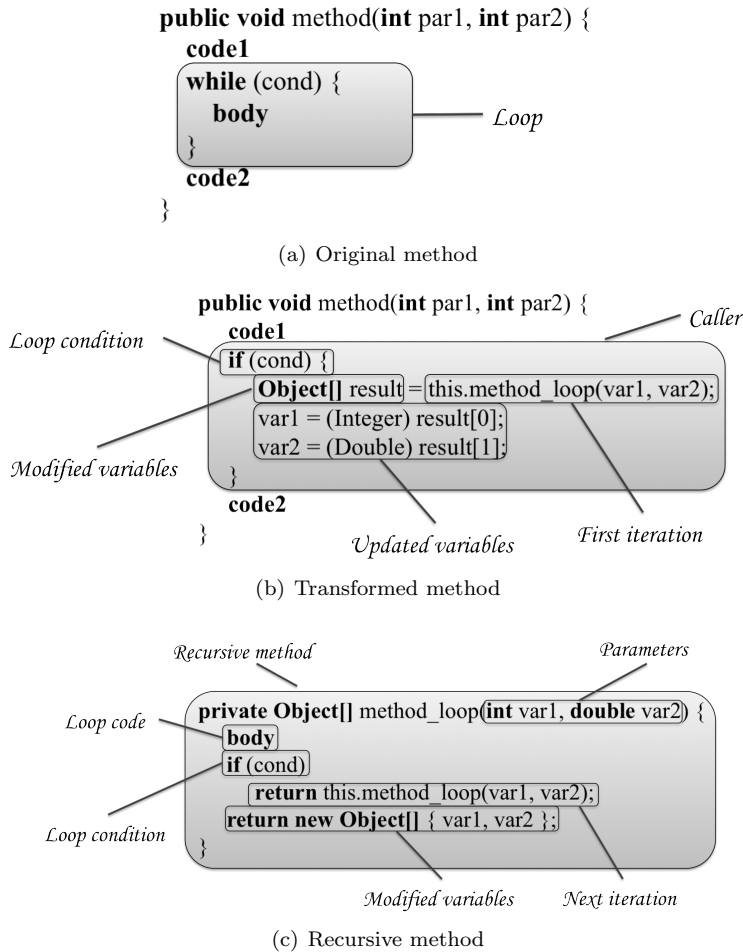 public void method(int par1, int par2) {
code1
while (cond) {
body
Loop
}
code2
}
(a) Original method
public void method(int par1, int par2) {
Caller
code1
Loop condition
if (cond) {
Object[] result = this.method_loop(var1, var2);
var1 = (Integer) result[0];
var2 = (Double) result[1];
Modified variables
}
code2
}
Updated variables
First iteration
(b) Transformed method
Recursive method
Parameters
private Object[] method_loop(int var1, double var2) {
Loop code
body
if (cond)
return this.method_loop(var1, var2);
Loop condition
return new Object[] { var1, var2 };
}
Modified variables
Next iteration
(c) Recursive method